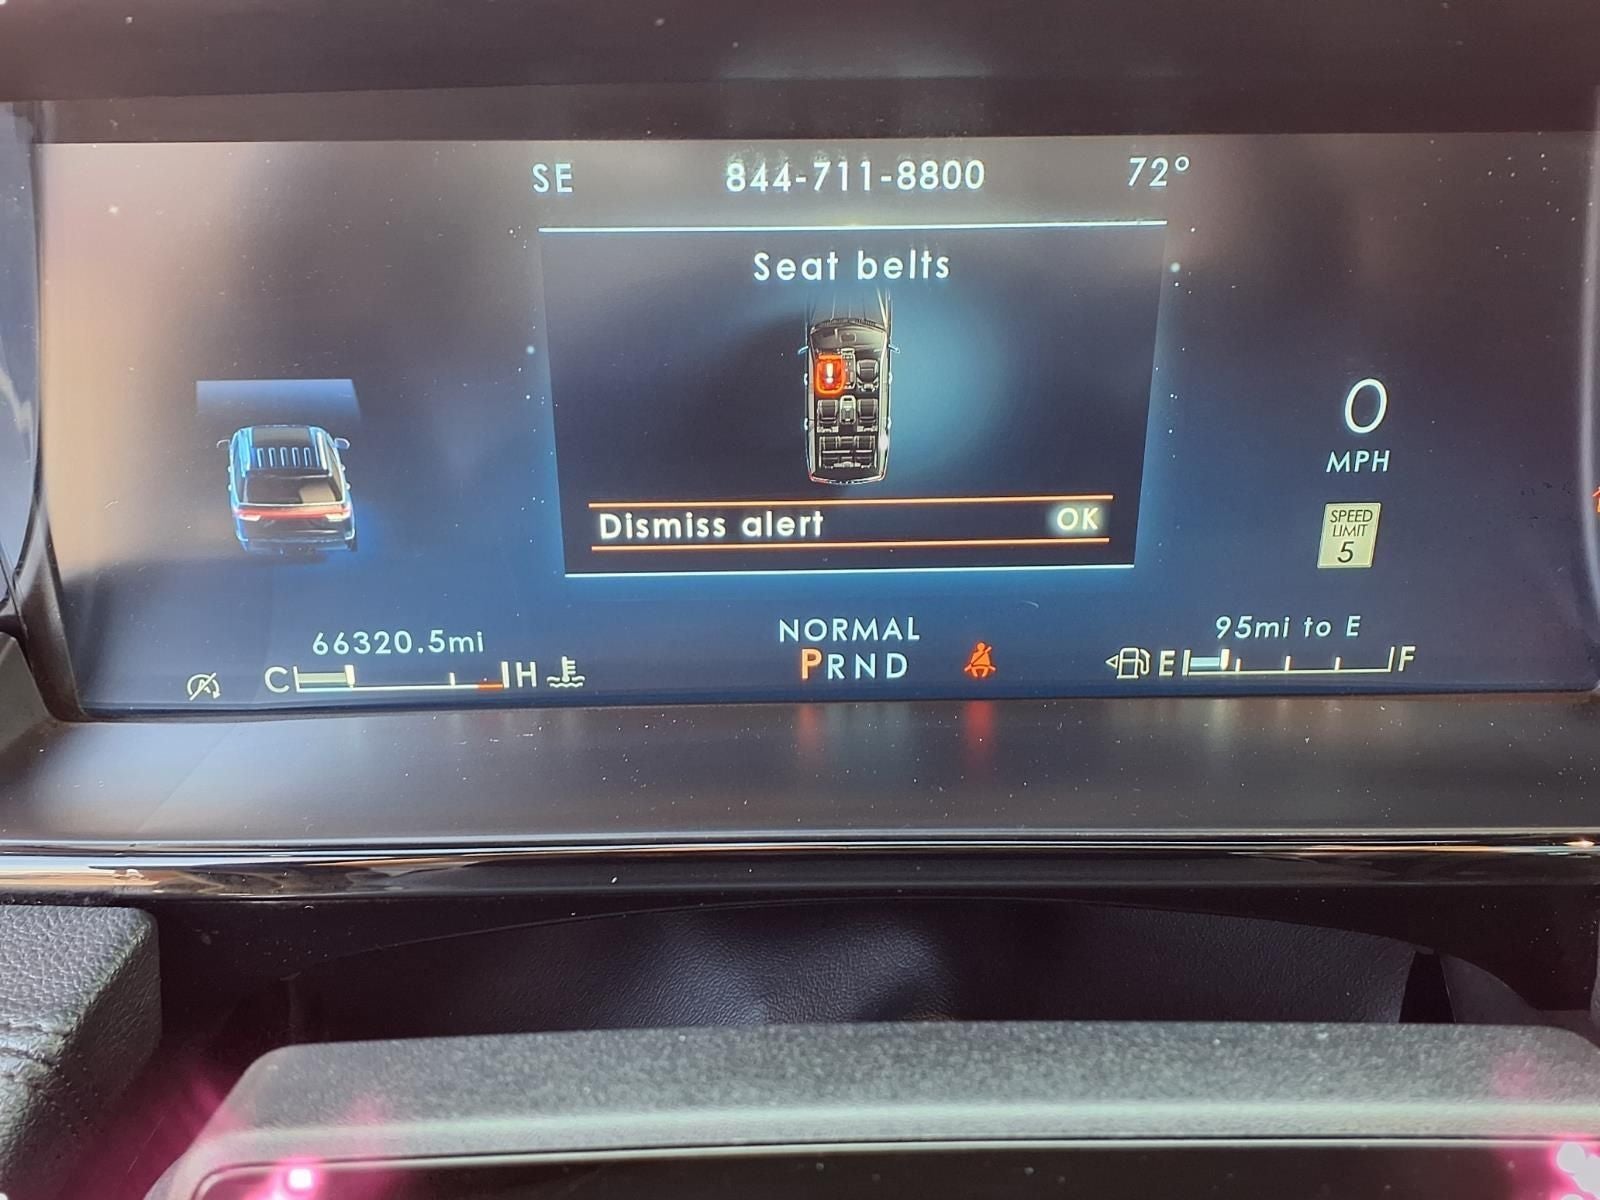 SE 844-711-8800 72°
Seat belts
0
MPH
Dismiss alert OK
SPEED
LIMIT
5
66320.5mi NORMAL 95mi to E
C H PRND E F